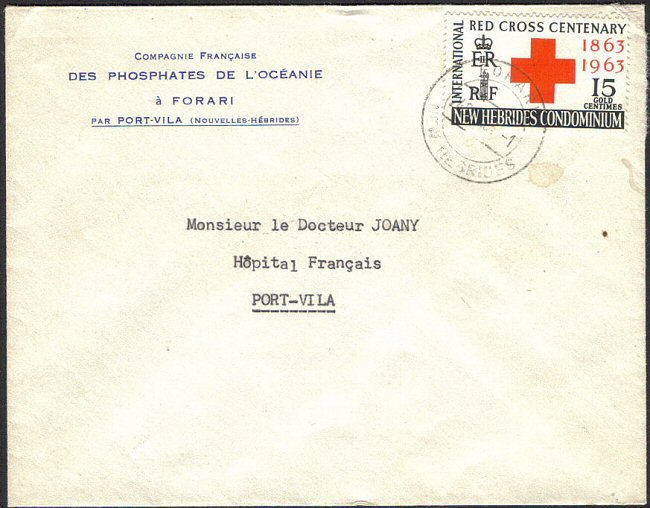 COMPAGNIE FRANÇAISE
DES PHOSPHATES DE L'OCÉANIE
à FORARI
PAR PORT-VILA (NOUVELLES-HÉBRIDES)
INTERNATIONAL
RED CROSS CENTENARY
1863
1963
ER
RF
15
GOLD
CENTIMES
NEW HEBRIDES CONDOMINIUM
HEBRIDES
Monsieur le Docteur JOANY
Hôpital Français
PORT-VILA